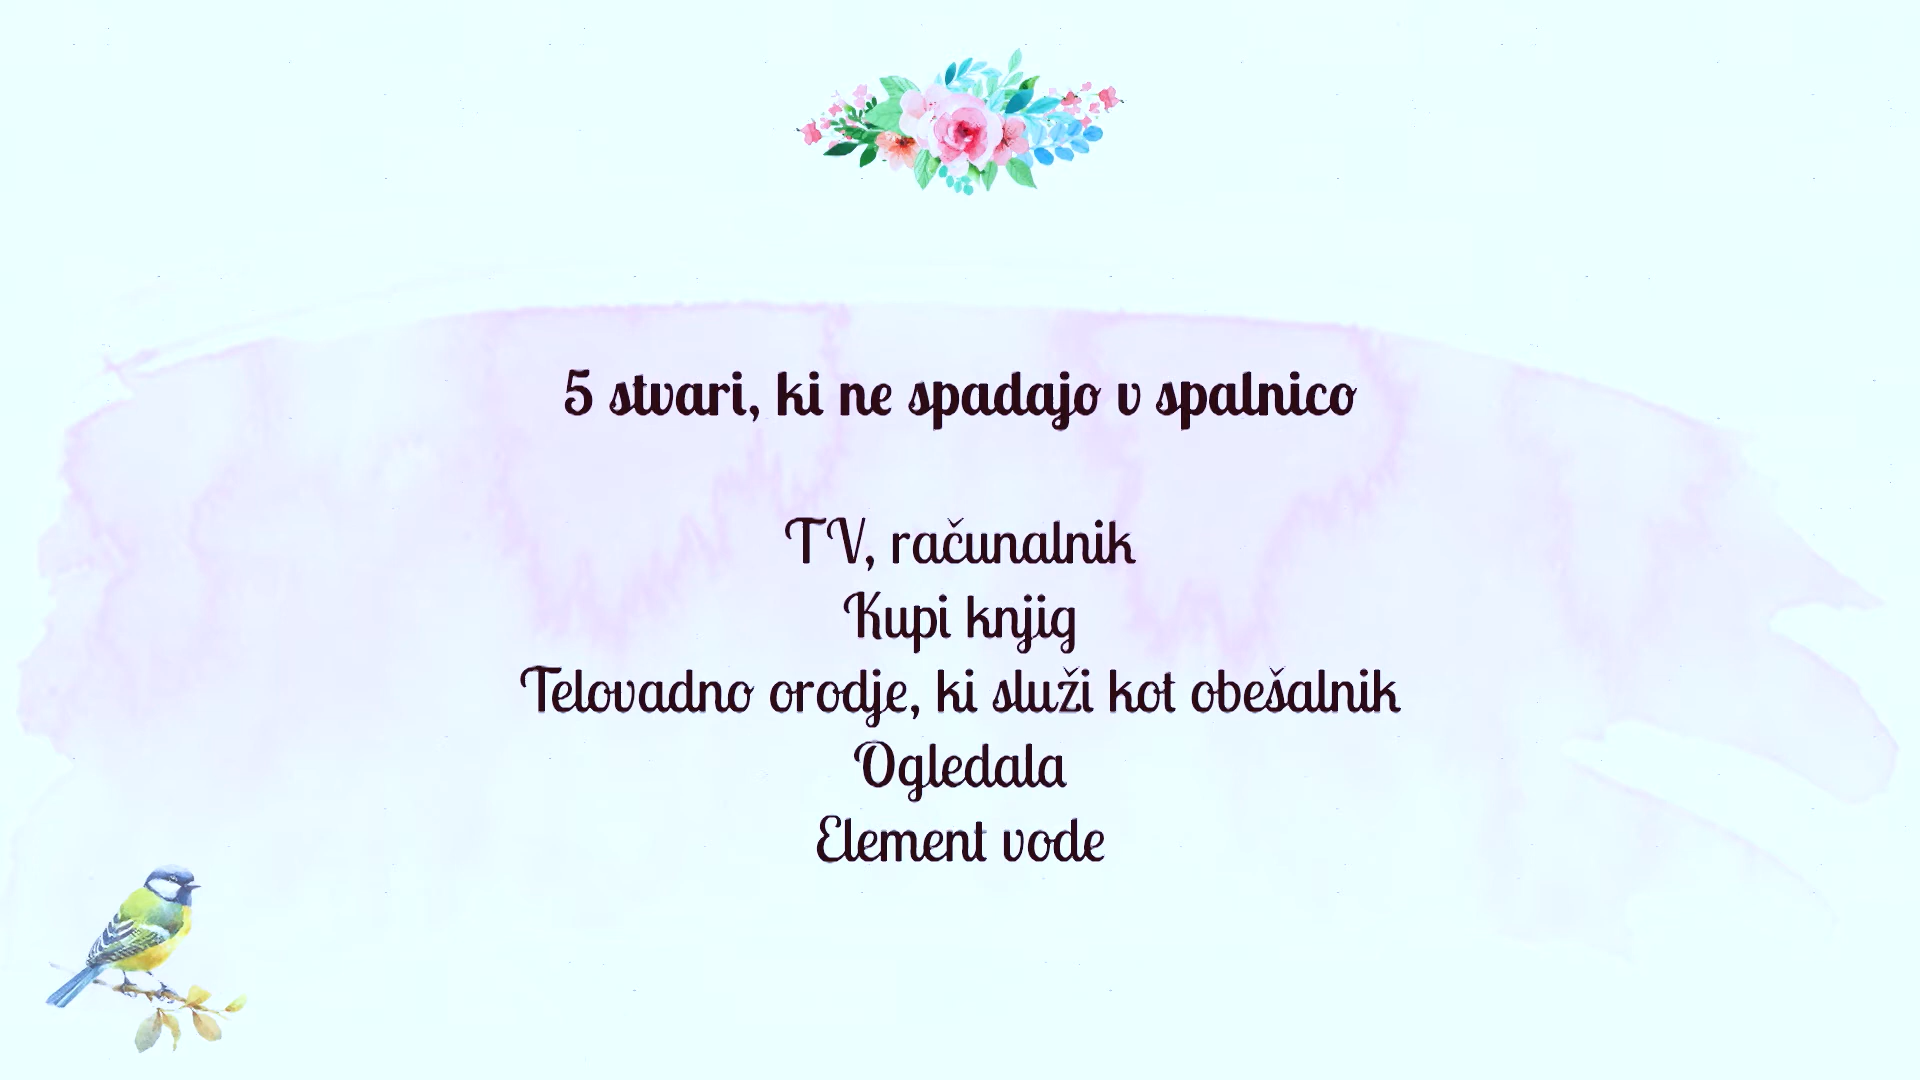 5 stvari, ki ne spadajo v spalnico
TV, računalnik
Kupi knjig
Telovadno orodje, ki služi kot obešalnik
Ogledala
Element vode